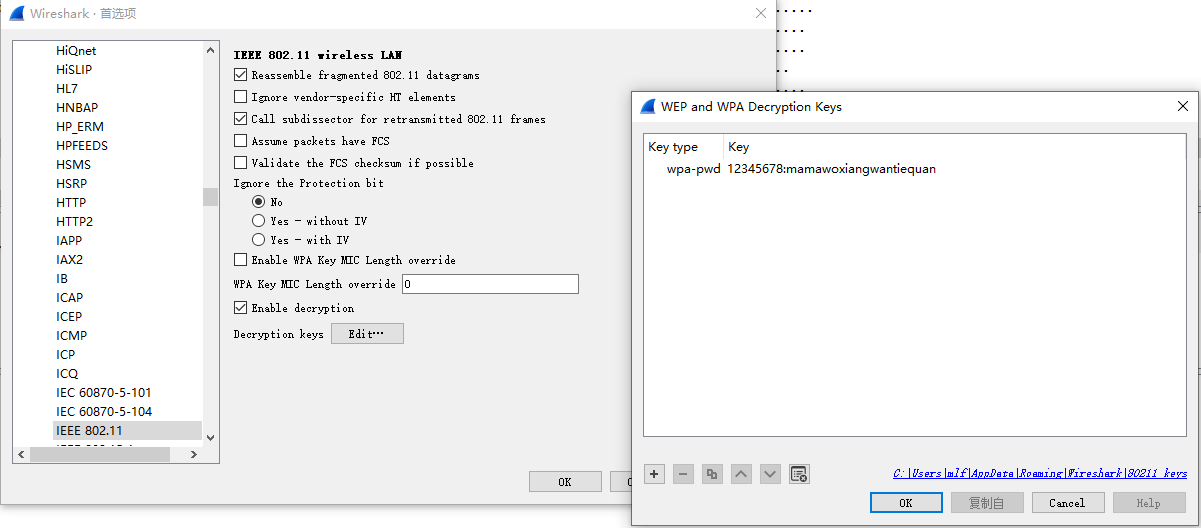 Wireshark · 首选项
HiQnet
HiSLIP
HL7
HNBAP
HP_ERM
HPFEEDS
HSMS
HSRP
HTTP
HTTP2
IAPP
IAX2
IB
ICAP
ICEP
ICMP
ICP
ICQ
IEC 60870-5-101
IEC 60870-5-104
IEEE 802.11
IEEE 802.11 wireless LAN
Reassemble fragmented 802.11 datagrams
Ignore vendor-specific HT elements
Call subdissector for retransmitted 802.11 frames
Assume packets have FCS
Validate the FCS checksum if possible
Ignore the Protection bit
No
Yes - without IV
Yes - with IV
Enable WPA Key MIC Length override
WPA Key MIC Length override 0
Enable decryption
Decryption keys Edit…
OK
WEP and WPA Decryption Keys
Key type Key
wpa-pwd 12345678:mamawoxiangwantiequan
C:\Users\mlf\AppData\Roaming\Wireshark\80211_keys
OK 复制自 Cancel Help